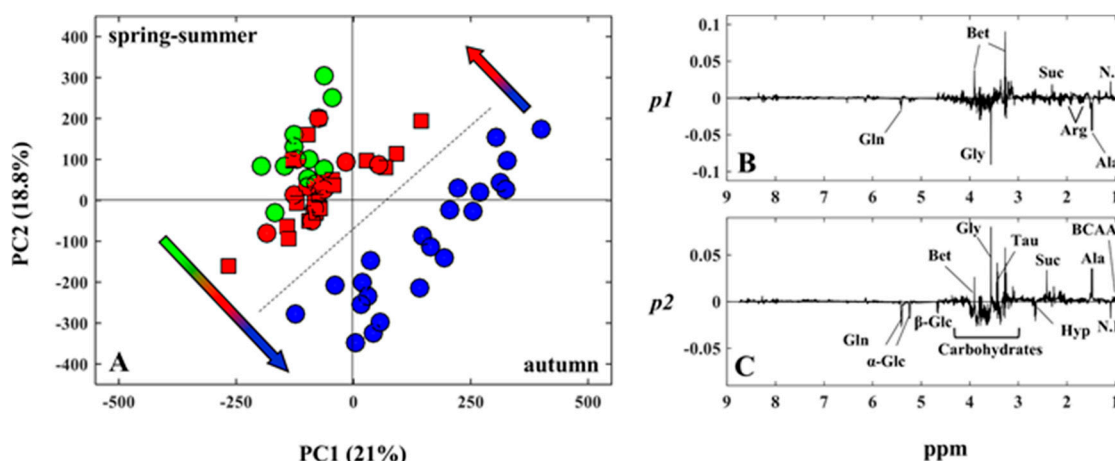 spring-summer
400
300
200
100
0
-100
-200
-300
-400
PC2 (18.8%)
A
autumn
-500
-250
0
250
500
PC1 (21%)
0.1
0.05
0
-0.05
-0.1
p1
Bet
Suc
N.
Gln
Gly
Arg
Ala
B
9
8
7
6
5
4
3
2
1
0.05
0
-0.05
p2
Gly
Tau
BCAA
Bet
Suc
Ala
β-Glc
Gln
α-Glc
Carbohydrates
Hyp
N.
C
9
8
7
6
5
4
3
2
1
ppm